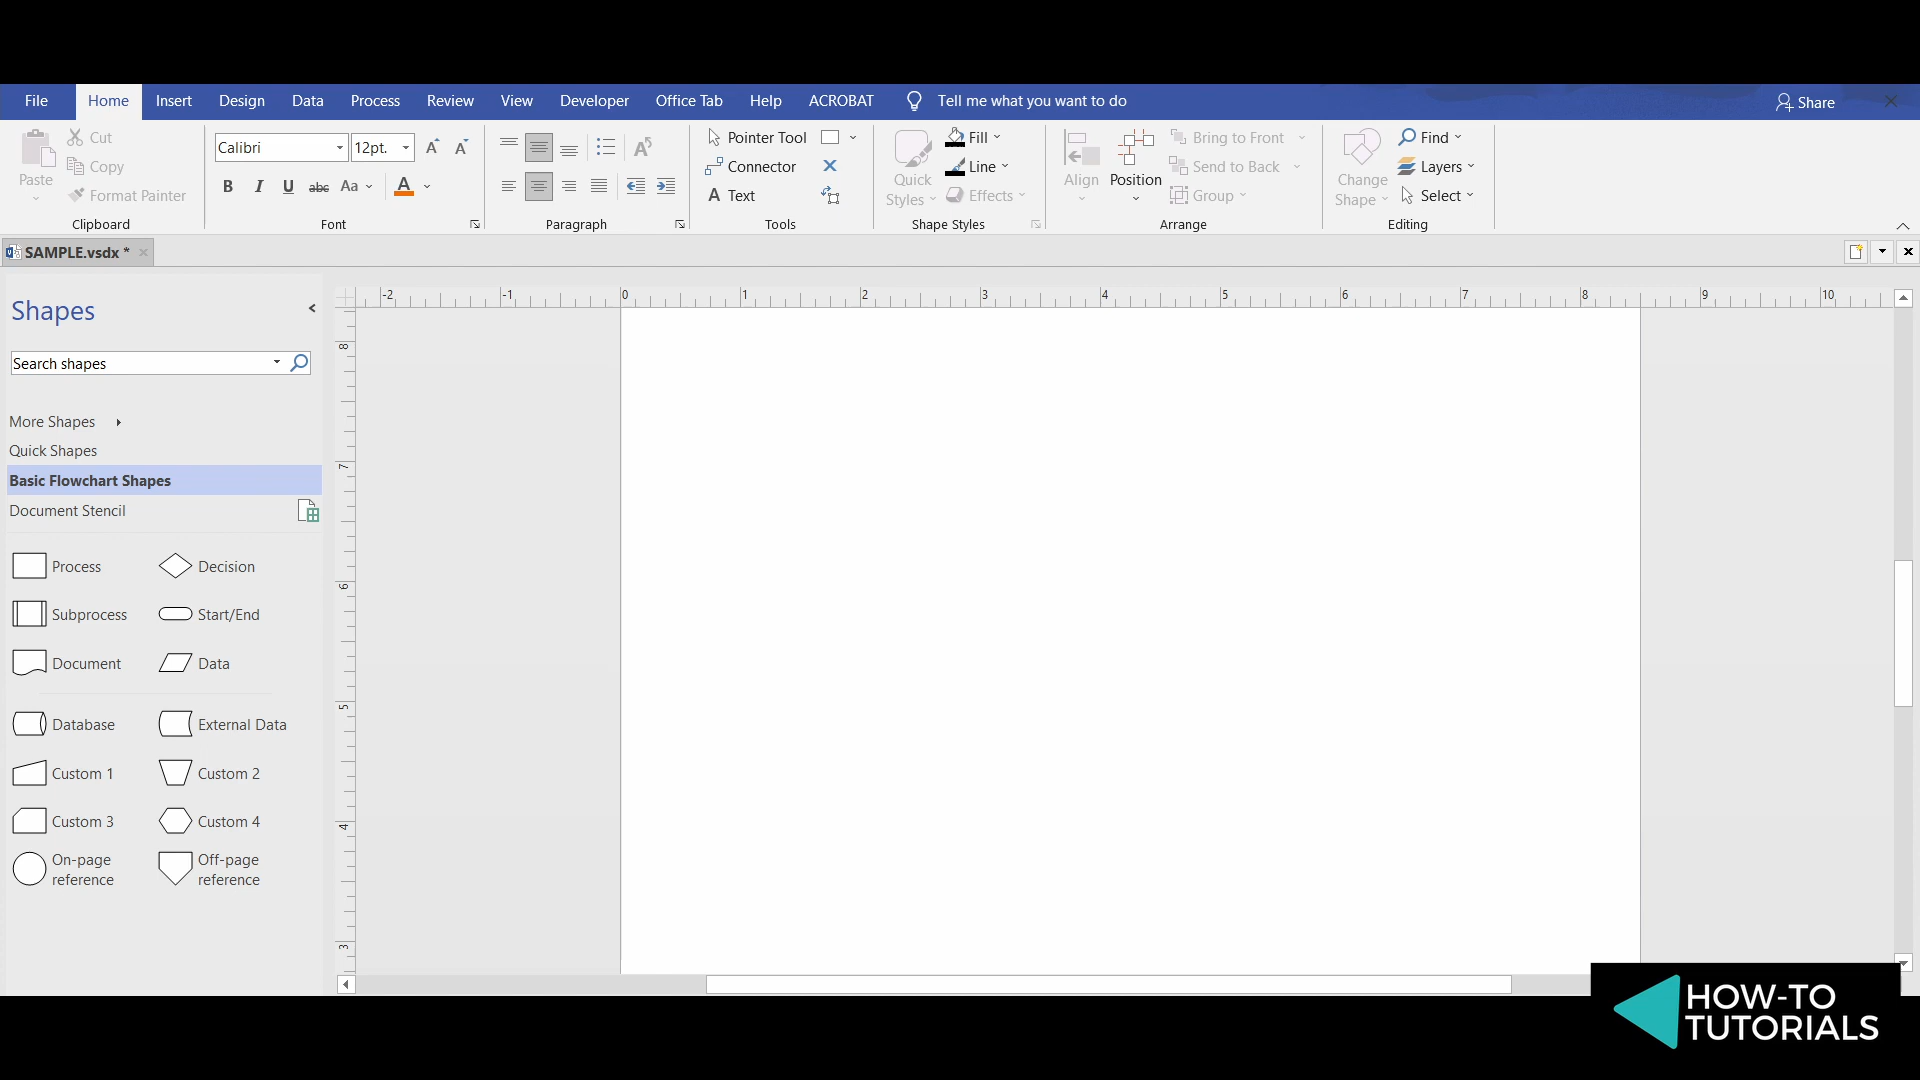 File Home Insert Design Data Process Review View Developer Office Tab Help ACROBAT Tell me what you want to do Share
Paste
Cut
Copy
Format Painter
Clipboard
Calibri 12pt.
B I U abc Aa A
Font
Paragraph
Pointer Tool
Connector
A Text
Tools
Quick Styles
Fill
Line
Effects
Shape Styles
Align
Position
Bring to Front
Send to Back
Group
Arrange
Change Shape
Find
Layers
Select
Editing
SAMPLE.vsdx *
Shapes
Search shapes
More Shapes
Quick Shapes
Basic Flowchart Shapes
Document Stencil
Process Decision
Subprocess Start/End
Document Data
Database External Data
Custom 1 Custom 2
Custom 3 Custom 4
On-page reference Off-page reference
-2 -1 0 1 2 3 4 5 6 7 8 9 10
8
7
6
5
4
3
HOW-TO
TUTORIALS